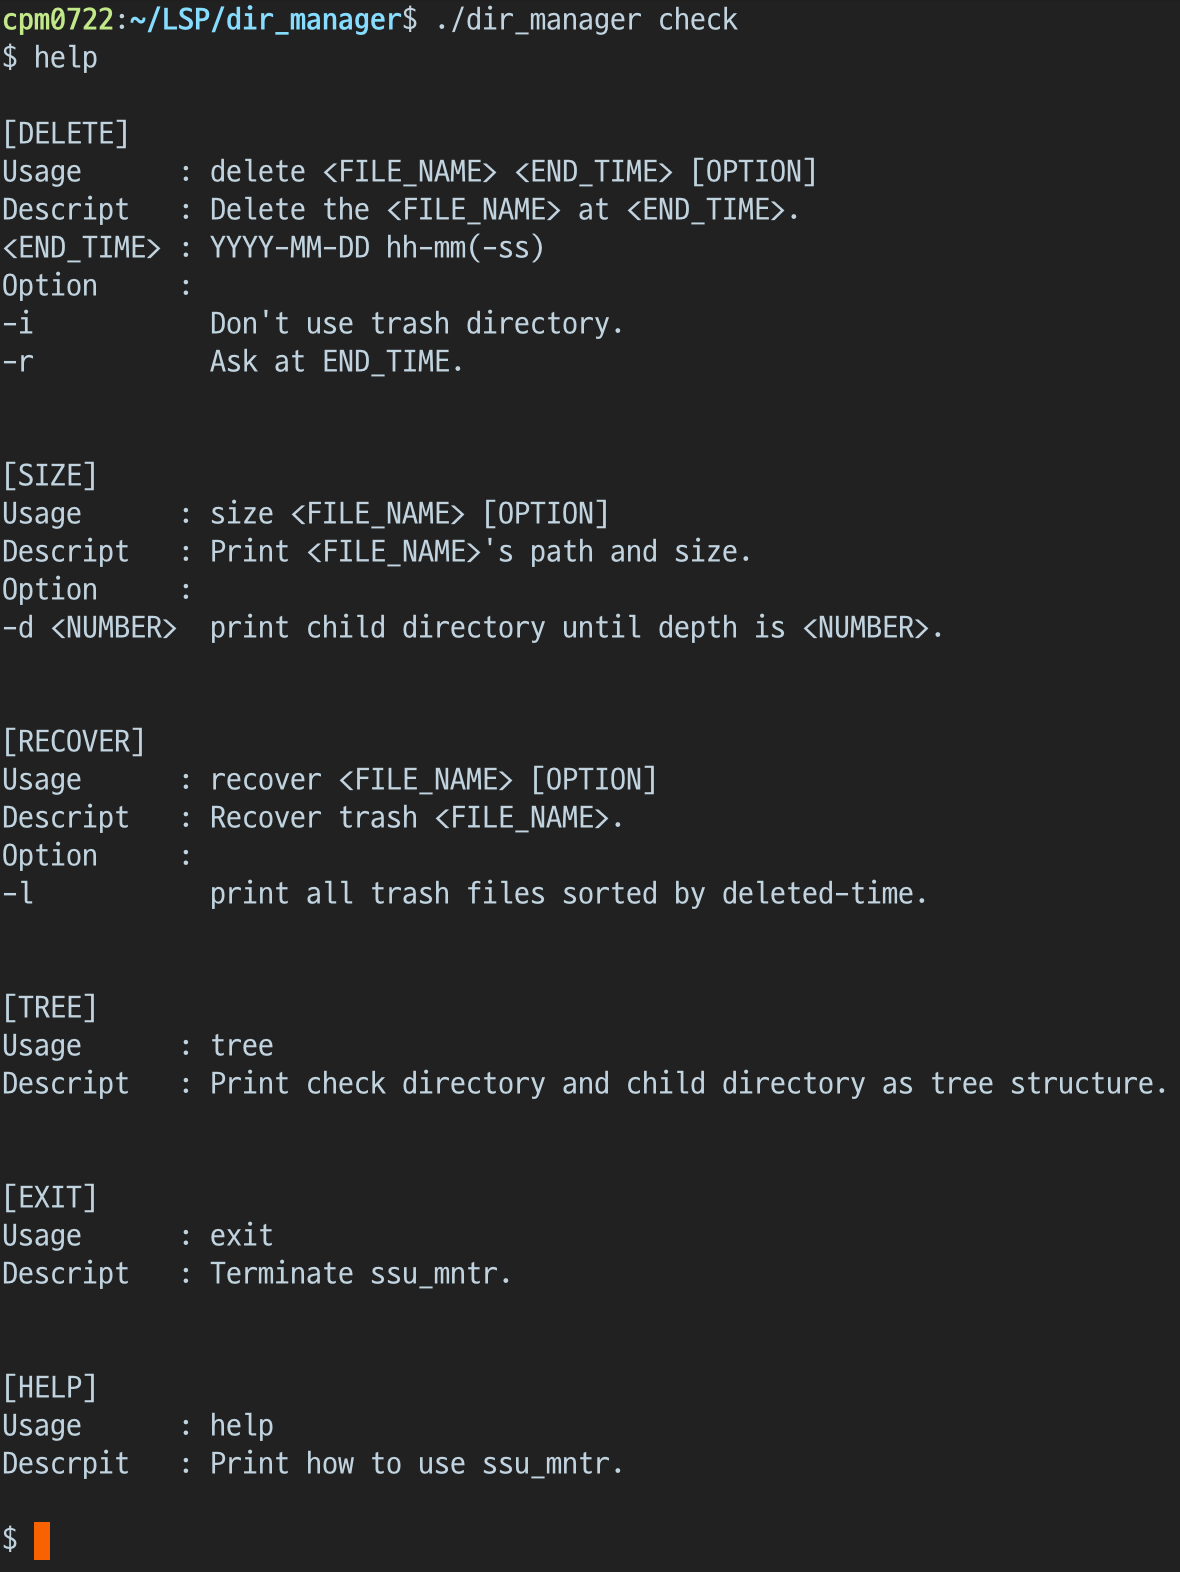 cpm0722:~/LSP/dir_manager$ ./dir_manager check
$ help
[DELETE]
Usage      : delete <FILE_NAME> <END_TIME> [OPTION]
Descript   : Delete the <FILE_NAME> at <END_TIME>.
<END_TIME> : YYYY-MM-DD hh-mm(-ss)
Option     :
-i           Don't use trash directory.
-r           Ask at END_TIME.
[SIZE]
Usage      : size <FILE_NAME> [OPTION]
Descript   : Print <FILE_NAME>'s path and size.
Option     :
-d <NUMBER>  print child directory until depth is <NUMBER>.
[RECOVER]
Usage      : recover <FILE_NAME> [OPTION]
Descript   : Recover trash <FILE_NAME>.
Option     :
-l           print all trash files sorted by deleted-time.
[TREE]
Usage      : tree
Descript   : Print check directory and child directory as tree structure.
[EXIT]
Usage      : exit
Descript   : Terminate ssu_mntr.
[HELP]
Usage      : help
Descrpit   : Print how to use ssu_mntr.
$